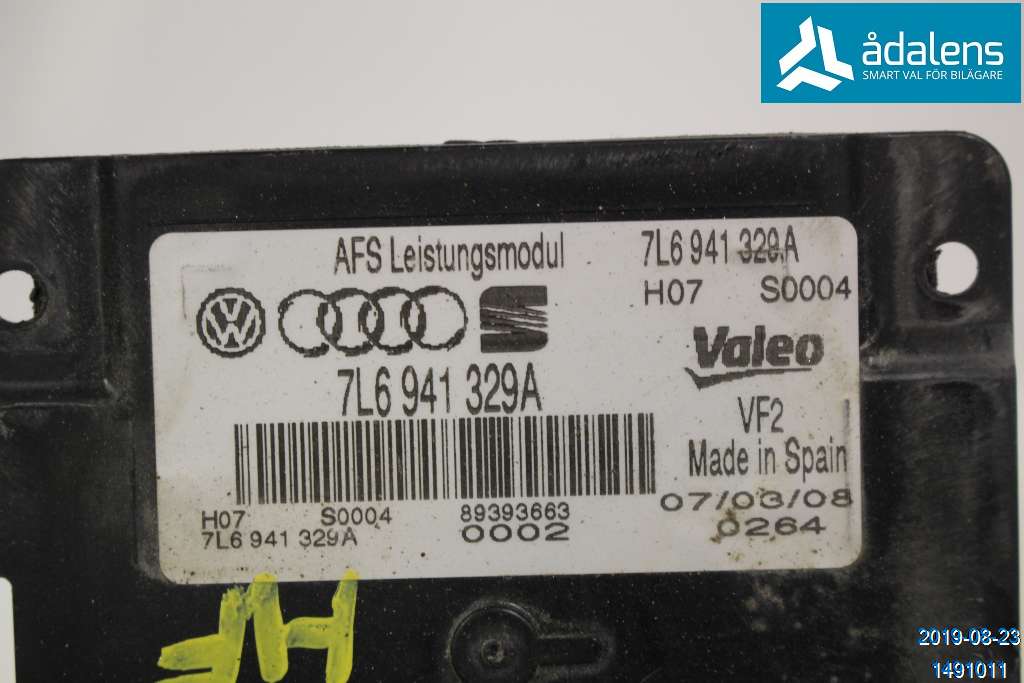 ådalens
SMART VAL FÖR BILÄGARE
AFS Leistungsmodul
7L6 941 329A
H07 S0004
Valeo
7L6 941 329A
VF2
Made in Spain
07/03/08
0264
H07 S0004 89393663
7L6 941 329A 0002
HF
2019-08-23
1491011